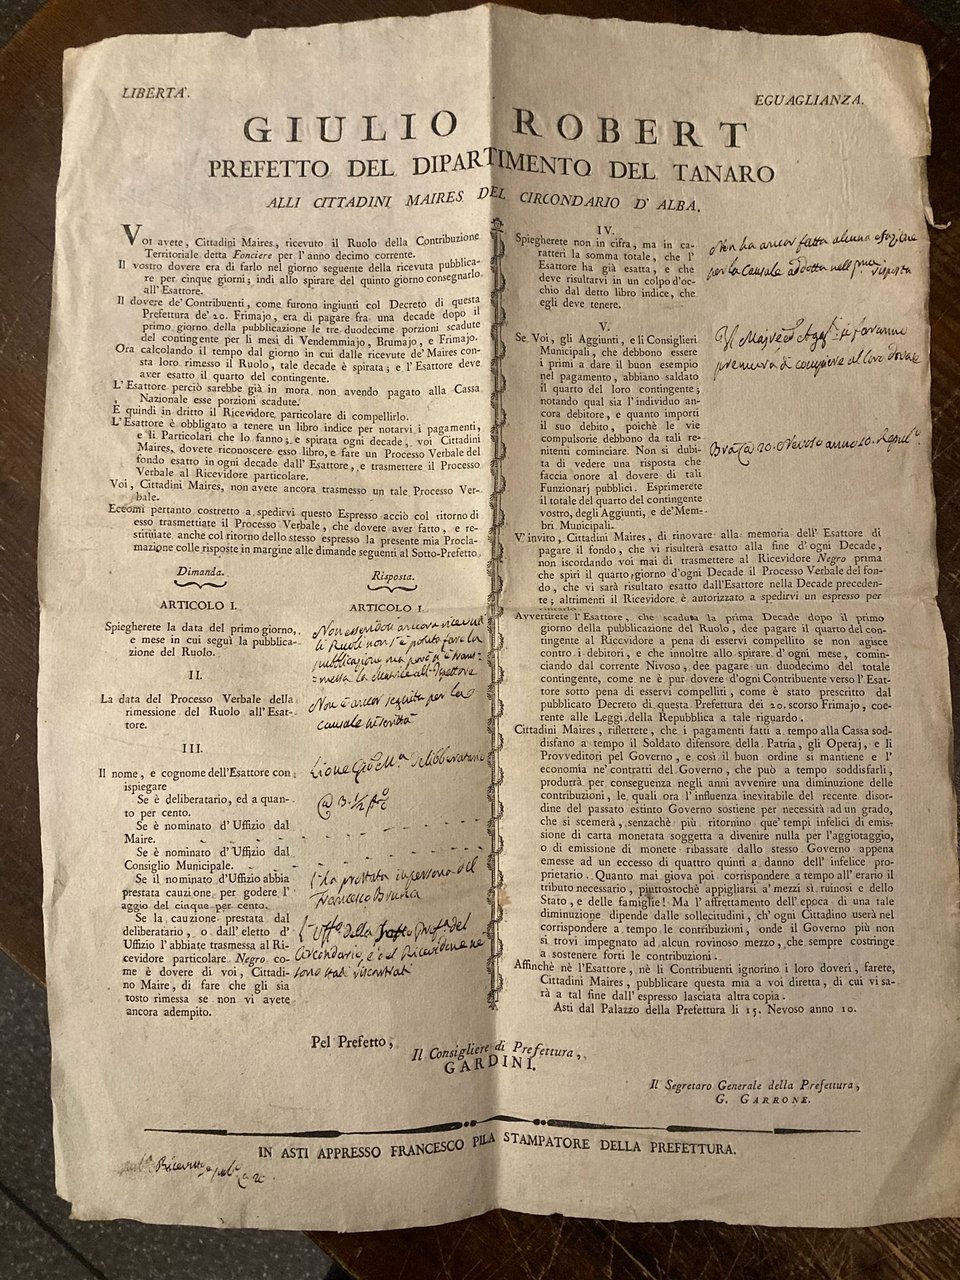 LIBERTA'.
EGUAGLIANZA.
GIULIO ROBERT
PREFETTO DEL DIPARTIMENTO DEL TANARO
ALLI CITTADINI MAIRES DEL CIRCONDARIO D' ALBA.
Voi avete, Cittadini Maires, ricevuto il Ruolo della Contribuzione
Territoriale detta Fonciere per l'anno decimo corrente.
Il vostro dovere era di farlo nel giorno seguente della ricevuta pubblica-
re per cinque giorni; indi allo spirare del quinto giorno consegnarlo
all'Esattore.
Il dovere de' Contribuenti, come furono ingiunti col Decreto di questa
Prefettura de' 20. Frimajo, era di pagare fra una decade dopo il
primo giorno della pubblicazione le tre duodecime porzioni scadute
del contingente per li mesi di Vendemmiajo, Brumajo, e Frimajo.
Ora calcolando il tempo dal giorno in cui dalle ricevute de' Maires con-
sta loro rimesso il Ruolo, tale decade è spirata; e l'Esattore deve
aver esatto il quarto del contingente.
L'Esattore perciò sarebbe già in mora non avendo pagato alla Cassa
Nazionale esse porzioni scadute.
È quindi in dritto il Ricevidore particolare di compellirlo.
L'Esattore è obbligato a tenere un libro indice per notarvi i pagamenti,
e li Particolari che lo fanno; e spirata ogni decade, voi Cittadini
Maires, dovete riconoscere esso libro, e fare un Processo Verbale del
fondo esatto in ogni decade dall'Esattore, e trasmettere il Processo
Verbale al Ricevidore particolare.
Voi, Cittadini Maires, non avete ancora trasmesso un tale Processo Ver-
bale.
Eccomi pertanto costretto a spedirvi questo Espresso acciò col ritorno di
esso trasmettiate il Processo Verbale, che dovete aver fatto, e re-
stituiate anche col ritorno dello stesso espresso la presente mia Procla-
mazione colle risposte in margine alle dimande seguenti al Sotto-Prefetto.
Dimanda.
Risposta.
ARTICOLO I.
ARTICOLO I.
Spiegherete la data del primo giorno,
e mese in cui seguì la pubblica-
zione del Ruolo.
Non essendosi ancora ricevuti
li Ruoli non s'è potuto fare la
pubblicazione
II.
La data del Processo Verbale della
rimessione del Ruolo all'Esat-
tore.
Non è ancor seguita per la
causale
III.
Il nome, e cognome dell'Esattore con
ispiegare
Se è deliberatario, ed a quan-
to per cento.
Se è nominato d'Uffizio dal
Maire.
Se è nominato d'Uffizio dal
Consiglio Municipale.
Se il nominato d'Uffizio abbia
prestata cauzione per godere l'
aggio del cinque per cento.
Se la cauzione prestata dal
deliberatario, o dall'eletto d'
Uffizio l'abbiate trasmessa al Ri-
cevidore particolare Negro co-
me è dovere di voi, Cittadi-
no Maire, di fare che gli sia
tosto rimessa se non vi avete
ancora adempito.
Deliberatario
l'ha prestata in persona del
Francesco
IV.
Spiegherete non in cifra, ma in ca-
ratteri la somma totale, che l'
Esattore ha già esatta, e che
deve risultarvi in un colpo d'oc-
chio dal detto libro indice, che
egli deve tenere.
Non ha ancor fatta alcuna esazione
per la causale addotta nella risposta
V.
Se Voi, gli Aggiunti, e li Consiglieri
Municipali, che debbono essere
i primi a dare il buon esempio
nel pagamento, abbiano saldato
il quarto del loro contingente;
notando qual sia l'individuo an-
cora debitore, e quanto importi
il suo debito, poichè le vie
compulsorie debbono da tali re-
nitenti cominciare. Non si dubi-
ta di vedere una risposta che
faccia onore al dovere di tali
Funzionarj pubblici. Esprimerete
il totale del quarto del contingente
vostro, degli Aggiunti, e de' Mem-
bri Municipali.
premura di compiere al loro dovere
Bra 20. Nevoso anno 10.
V'invito, Cittadini Maires, di rinovare alla memoria dell'Esattore di
pagare il fondo, che vi risulterà esatto alla fine d'ogni Decade,
non iscordando voi mai di trasmettere al Ricevidore Negro prima
che spiri il quarto giorno d'ogni Decade il Processo Verbale del fon-
do, che vi sarà risultato esatto dall'Esattore nella Decade preceden-
te; altrimenti il Ricevidore è autorizzato a spedirvi un espresso per
Avvertirete l'Esattore, che scaduta la prima Decade dopo il primo
giorno della pubblicazione del Ruolo, dee pagare il quarto del con-
tingente al Ricevidore a pena di esservi compellito se non agisce
contro i debitori, e che innoltre allo spirare d'ogni mese, comin-
ciando dal corrente Nivoso, dee pagare un duodecimo del totale
contingente, come ne è pur dovere d'ogni Contribuente verso l'Esat-
tore sotto pena di esservi compelliti, come è stato prescritto dal
pubblicato Decreto di questa Prefettura dei 20. scorso Frimajo, coe-
rente alle Leggi della Repubblica a tale riguardo.
Cittadini Maires, riflettete, che i pagamenti fatti a tempo alla Cassa sod-
disfano a tempo il Soldato difensore della Patria, gli Operaj, e li
Provveditori pel Governo, e così il buon ordine si mantiene e l'
economia ne' contratti del Governo, che può a tempo soddisfarli,
produrrà per conseguenza negli anni avvenire una diminuzione delle
contribuzioni, le quali ora l'influenza inevitabile del recente disor-
dine del passato estinto Governo sostiene per necessità ad un grado,
che si scemerà, senzachè più ritornino que' tempi infelici di emis-
sione di carta monetata soggetta a divenire nulla per l'aggiotaggio,
o di emissione di monete ribassate dallo stesso Governo appena
emesse ad un eccesso di quattro quinti a danno dell'infelice pro-
prietario. Quanto mai giova poi corrispondere a tempo all'erario il
tributo necessario, piuttostochè appigliarsi a' mezzi sì ruinosi e dello
Stato, e delle famiglie! Ma l'affrettamento dell'epoca di una tale
diminuzione dipende dalle sollecitudini, ch'ogni Cittadino userà nel
corrispondere a tempo le contribuzioni, onde il Governo più non
si trovi impegnato ad alcun rovinoso mezzo, che sempre costringe
a sostenere forti le contribuzioni.
Affinchè nè l'Esattore, nè li Contribuenti ignorino i loro doveri, farete,
Cittadini Maires, pubblicare questa mia a voi diretta, di cui vi sa-
rà a tal fine dall'espresso lasciata altra copia.
Asti dal Palazzo della Prefettura li 15. Nevoso anno 10.
Pel Prefetto,
Il Consigliere di Prefettura,
GARDINI.
Il Segretaro Generale della Prefettura,
G. GARRONE.
IN ASTI APPRESSO FRANCESCO PILA STAMPATORE DELLA PREFETTURA.